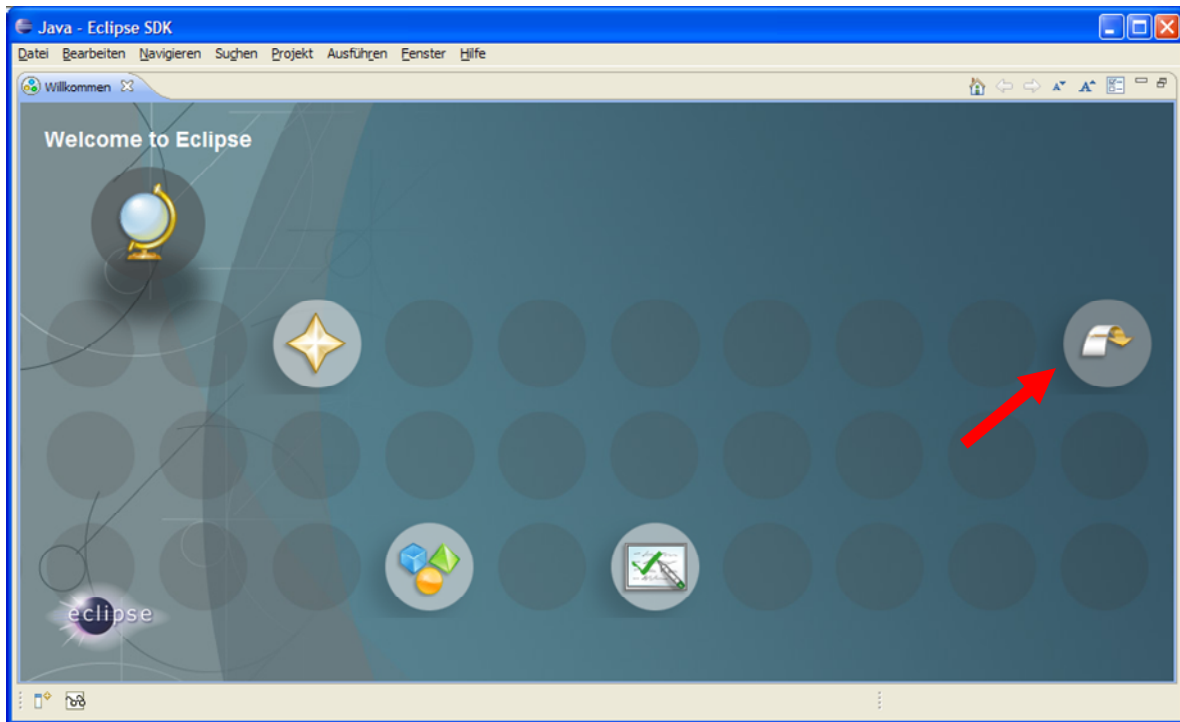 Java - Eclipse SDK
Datei Bearbeiten Navigieren Suchen Projekt Ausführen Fenster Hilfe
Willkommen
Welcome to Eclipse
eclipse